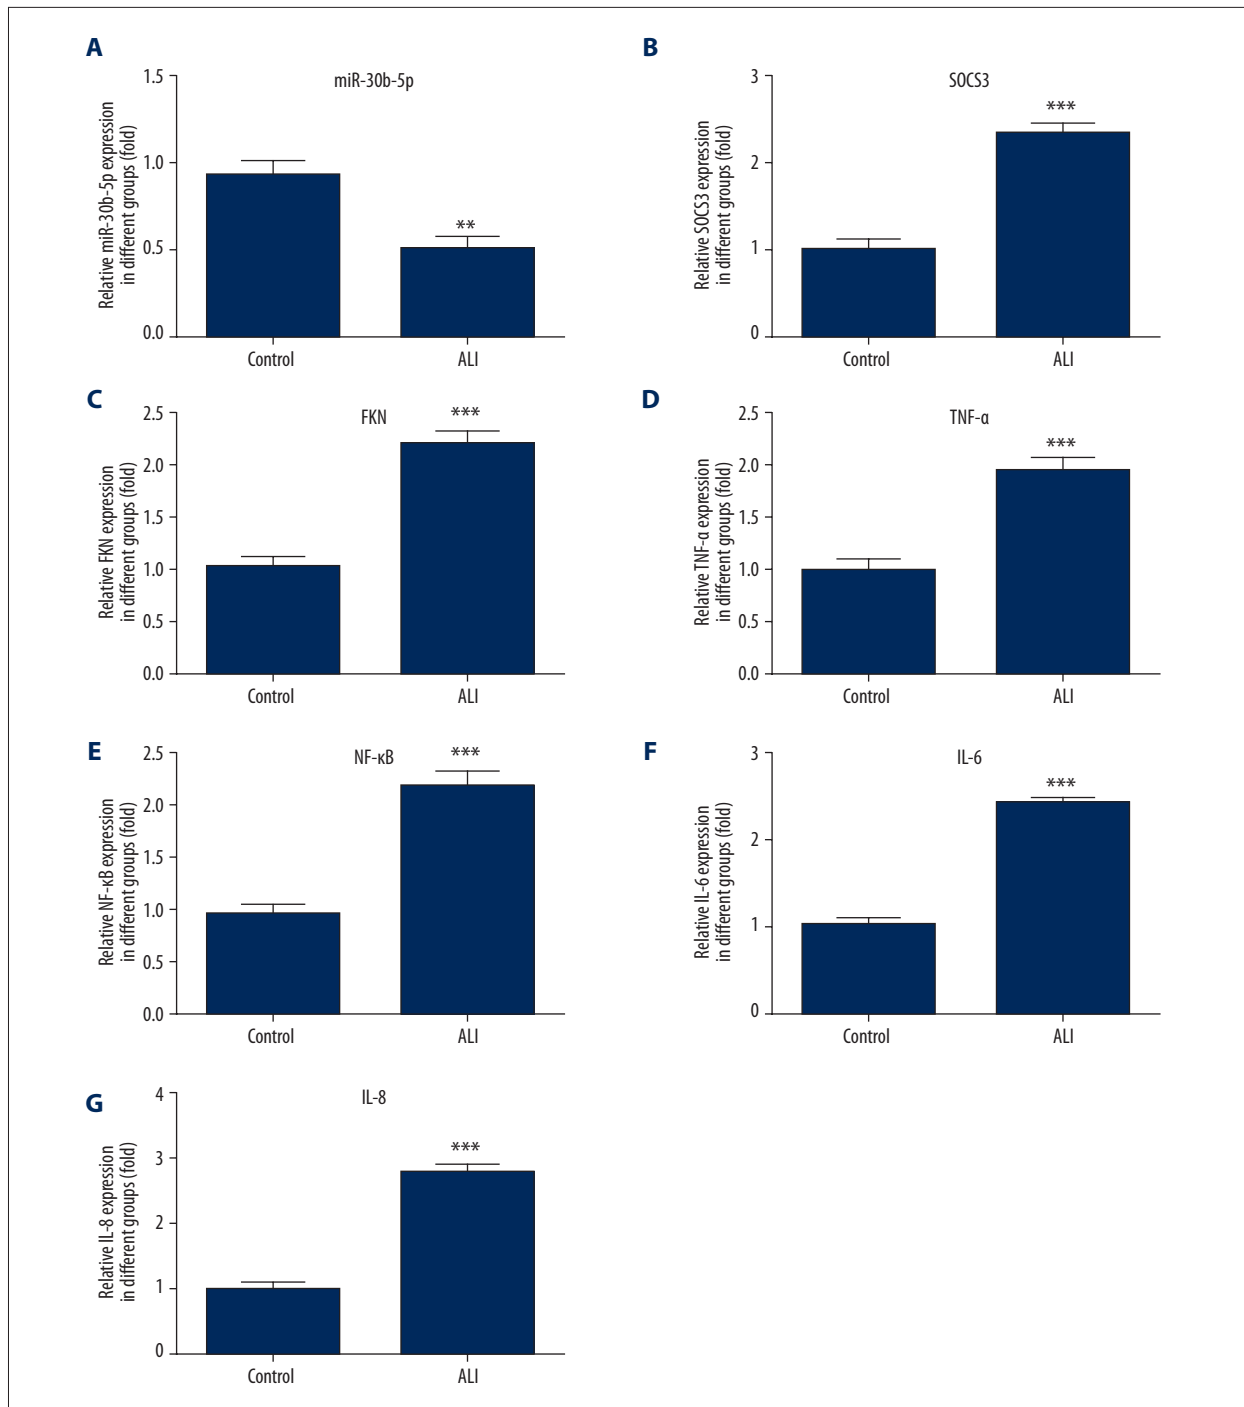 A
miR-30b-5p
Relative miR-30b-5p expression
in different groups (fold)
1.5
1.0
0.5
0.0
**
Control
ALI
B
SOCS3
Relative SOCS3 expression
in different groups (fold)
3
2
1
0
***
Control
ALI
C
FKN
Relative FKN expression
in different groups (fold)
2.5
2.0
1.5
1.0
0.5
0.0
***
Control
ALI
D
TNF-α
Relative TNF-α expression
in different groups (fold)
2.5
2.0
1.5
1.0
0.5
0.0
***
Control
ALI
E
NF-κB
Relative NF-κB expression
in different groups (fold)
2.5
2.0
1.5
1.0
0.5
0.0
***
Control
ALI
F
IL-6
Relative IL-6 expression
in different groups (fold)
3
2
1
0
***
Control
ALI
G
IL-8
Relative IL-8 expression
in different groups (fold)
4
3
2
1
0
***
Control
ALI